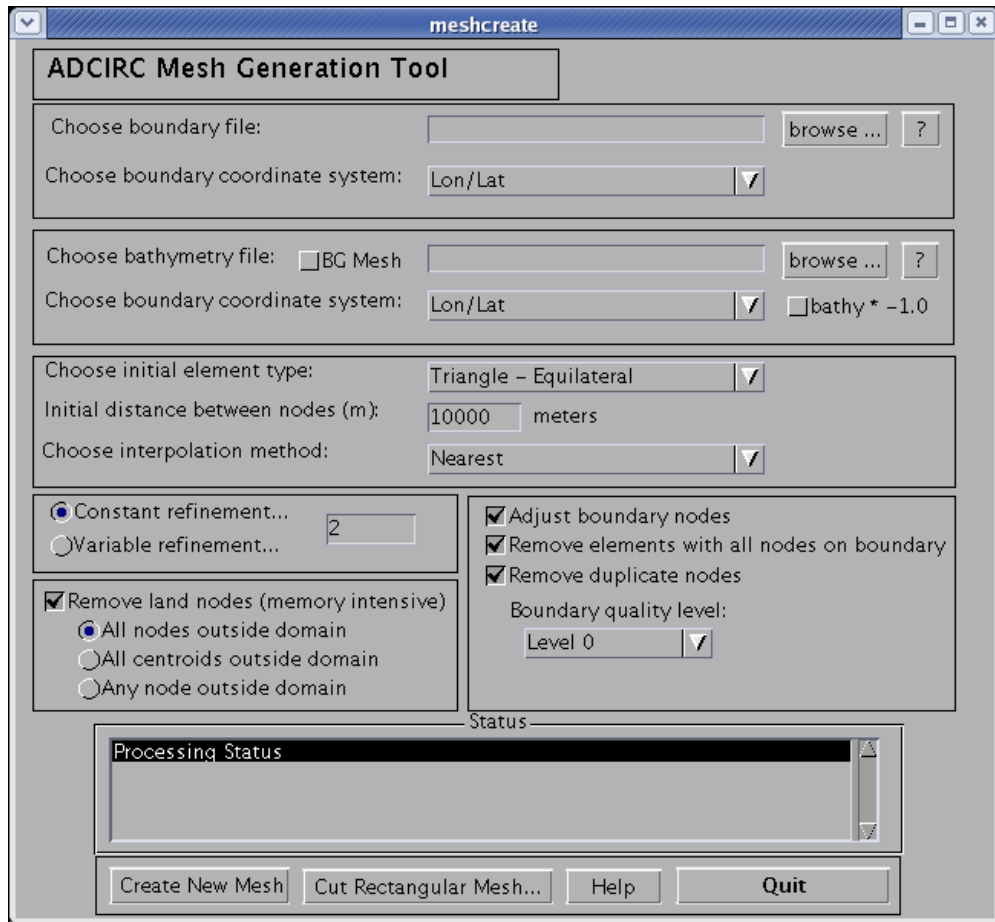 meshcreate
ADCIRC Mesh Generation Tool
Choose boundary file: browse ... ?
Choose boundary coordinate system: Lon/Lat
Choose bathymetry file: BG Mesh browse ... ?
Choose boundary coordinate system: Lon/Lat bathy * -1.0
Choose initial element type: Triangle - Equilateral
Initial distance between nodes (m): 10000 meters
Choose interpolation method: Nearest
Constant refinement... 2
Variable refinement...
Remove land nodes (memory intensive)
All nodes outside domain
All centroids outside domain
Any node outside domain
Adjust boundary nodes
Remove elements with all nodes on boundary
Remove duplicate nodes
Boundary quality level:
Level 0
Status
Processing Status
Create New Mesh Cut Rectangular Mesh... Help Quit